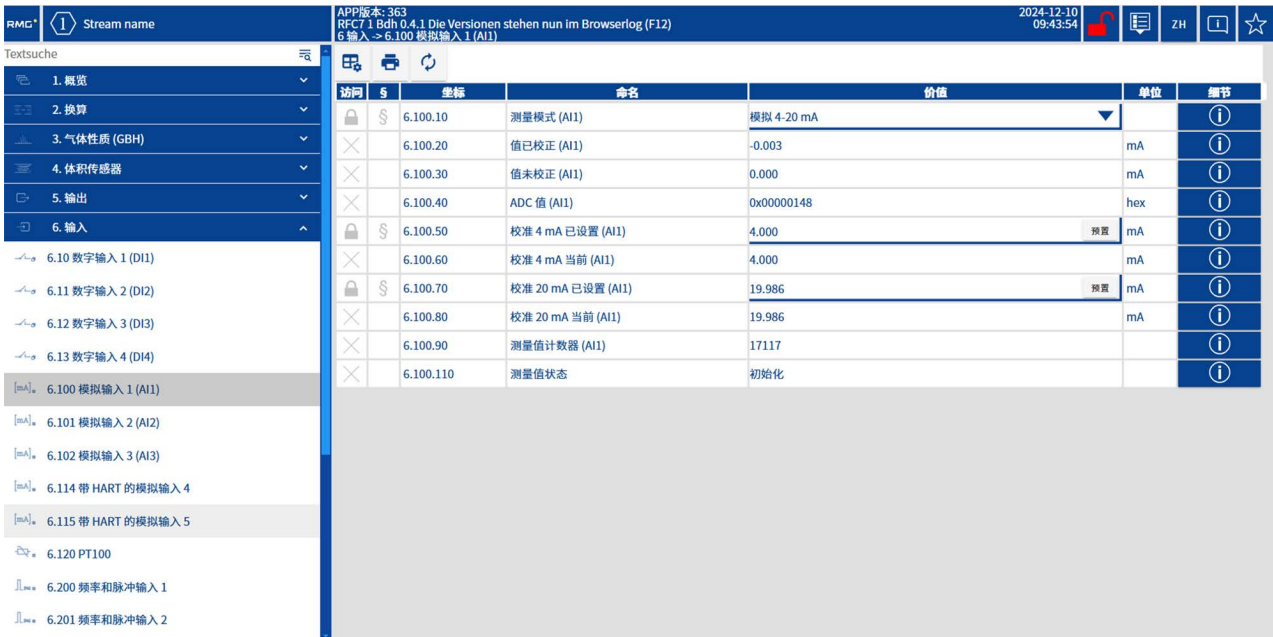 RMG
1
Stream name
APP版本: 363
RFC7 1 Bdh 0.4.1 Die Versionen stehen nun im Browserlog (F12)
6 输入 -> 6.100 模拟输入 1 (AI1)
2024-12-10
09:43:54
ZH
Textsuche
1. 概览
2. 换算
3. 气体性质 (GBH)
4. 体积传感器
5. 输出
6. 输入
6.10 数字输入 1 (DI1)
6.11 数字输入 2 (DI2)
6.12 数字输入 3 (DI3)
6.13 数字输入 4 (DI4)
[mA] 6.100 模拟输入 1 (AI1)
[mA] 6.101 模拟输入 2 (AI2)
[mA] 6.102 模拟输入 3 (AI3)
[mA] 6.114 带 HART 的模拟输入 4
[mA] 6.115 带 HART 的模拟输入 5
6.120 PT100
6.200 频率和脉冲输入 1
6.201 频率和脉冲输入 2
访问 § 坐标 命名 价值 单位 细节
§ 6.100.10 测量模式 (AI1) 模拟 4-20 mA
6.100.20 值已校正 (AI1) -0.003 mA
6.100.30 值未校正 (AI1) 0.000 mA
6.100.40 ADC 值 (AI1) 0x00000148 hex
§ 6.100.50 校准 4 mA 已设置 (AI1) 4.000 预置 mA
6.100.60 校准 4 mA 当前 (AI1) 4.000 mA
§ 6.100.70 校准 20 mA 已设置 (AI1) 19.986 预置 mA
6.100.80 校准 20 mA 当前 (AI1) 19.986 mA
6.100.90 测量值计数器 (AI1) 17117
6.100.110 测量值状态 初始化